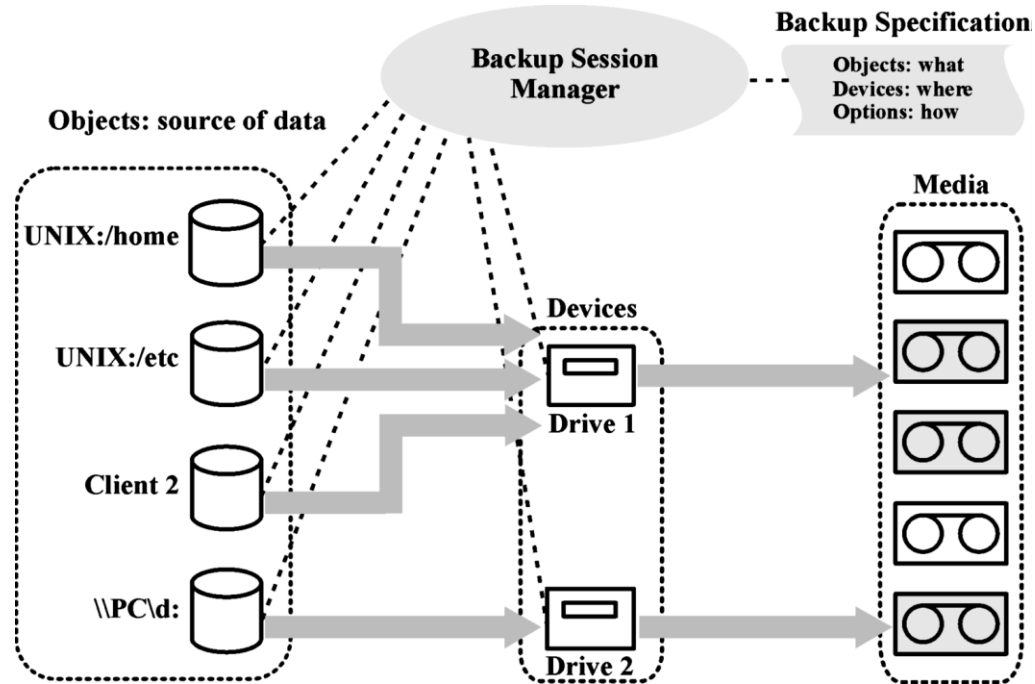 Backup Specification
Backup Session
Manager
Objects: what
Devices: where
Options: how
Objects: source of data
Media
UNIX:/home
Devices
UNIX:/etc
Drive 1
Client 2
\\PC\d:
Drive 2